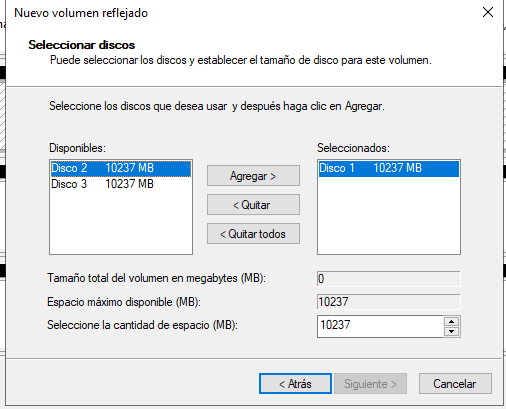 Nuevo volumen reflejado
Seleccionar discos
Puede seleccionar los discos y establecer el tamaño de disco para este volumen.
Seleccione los discos que desea usar y después haga clic en Agregar.
Disponibles:
Seleccionados:
Disco 2 10237 MB
Disco 3 10237 MB
Agregar >
< Quitar
< Quitar todos
Disco 1 10237 MB
Tamaño total del volumen en megabytes (MB): 0
Espacio máximo disponible (MB): 10237
Seleccione la cantidad de espacio (MB): 10237
< Atrás
Siguiente >
Cancelar